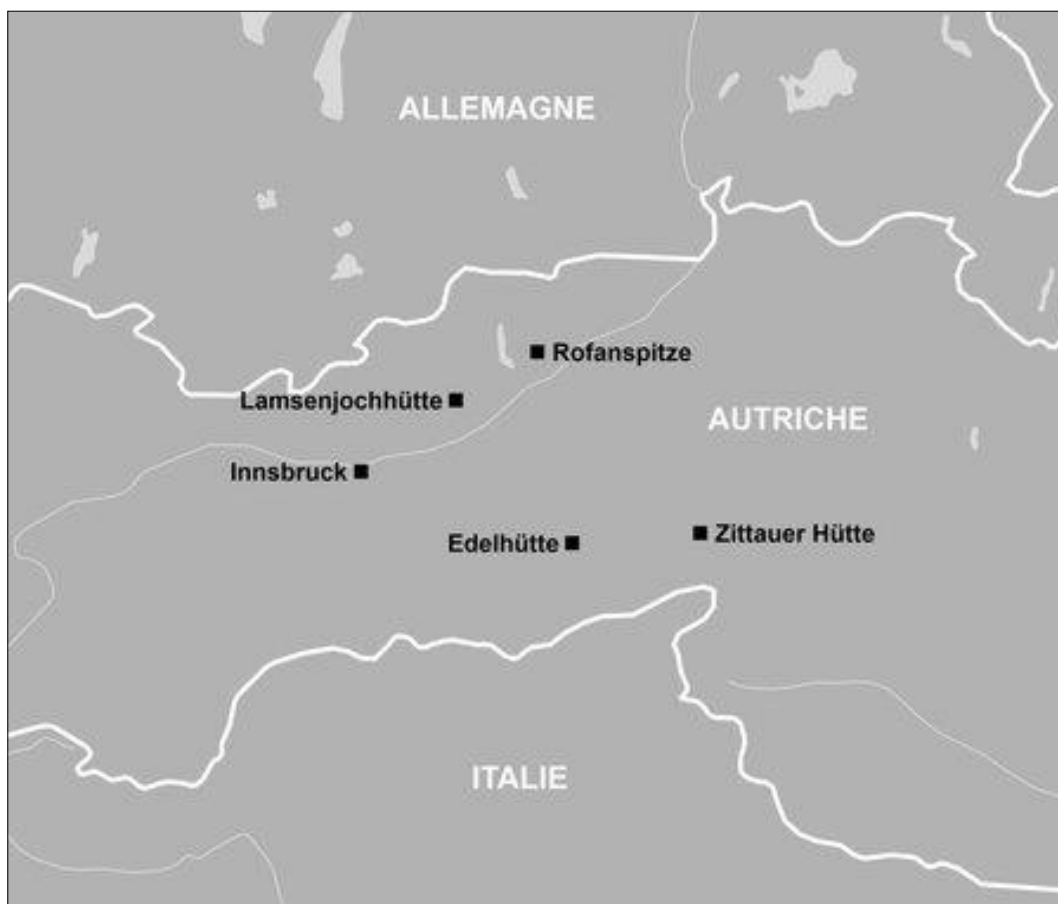 ALLEMAGNE
Rofanspitze
Lamsenjochhütte
AUTRICHE
Innsbruck
Edelhütte
Zittauer Hütte
ITALIE